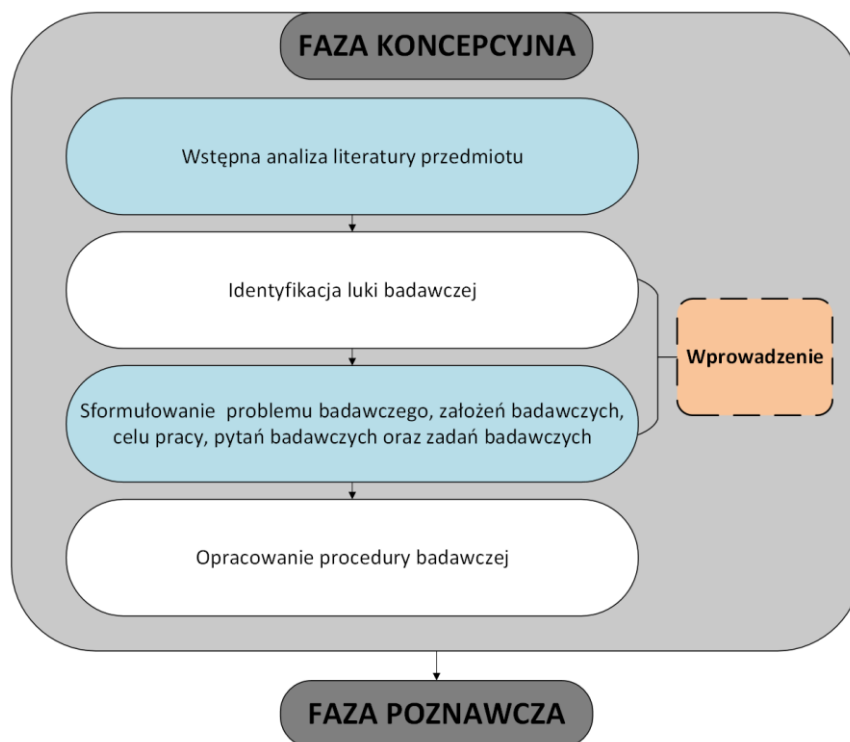 FAZA KONCEPCYJNA
Wstępna analiza literatury przedmiotu
Identyfikacja luki badawczej
Wprowadzenie
Sformułowanie problemu badawczego, założeń badawczych,
celu pracy, pytań badawczych oraz zadań badawczych
Opracowanie procedury badawczej
FAZA POZNAWCZA